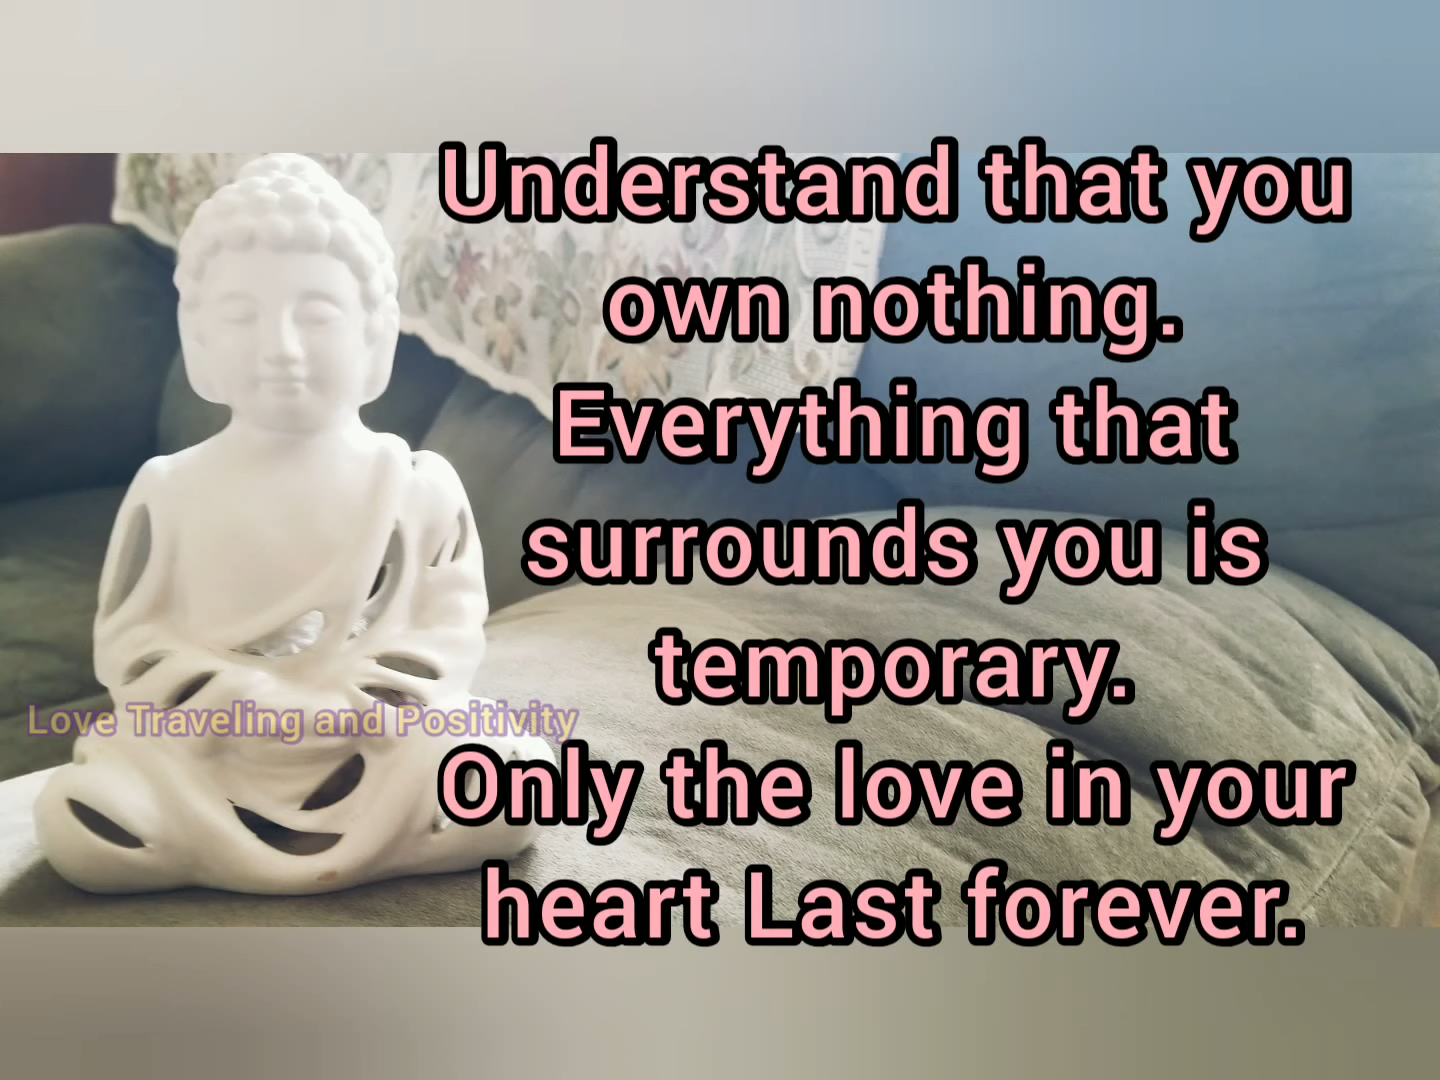 Understand that you
own nothing.
Everything that
surrounds you is
temporary.
Love Traveling and Positivity
Only the love in your
heart Last forever.